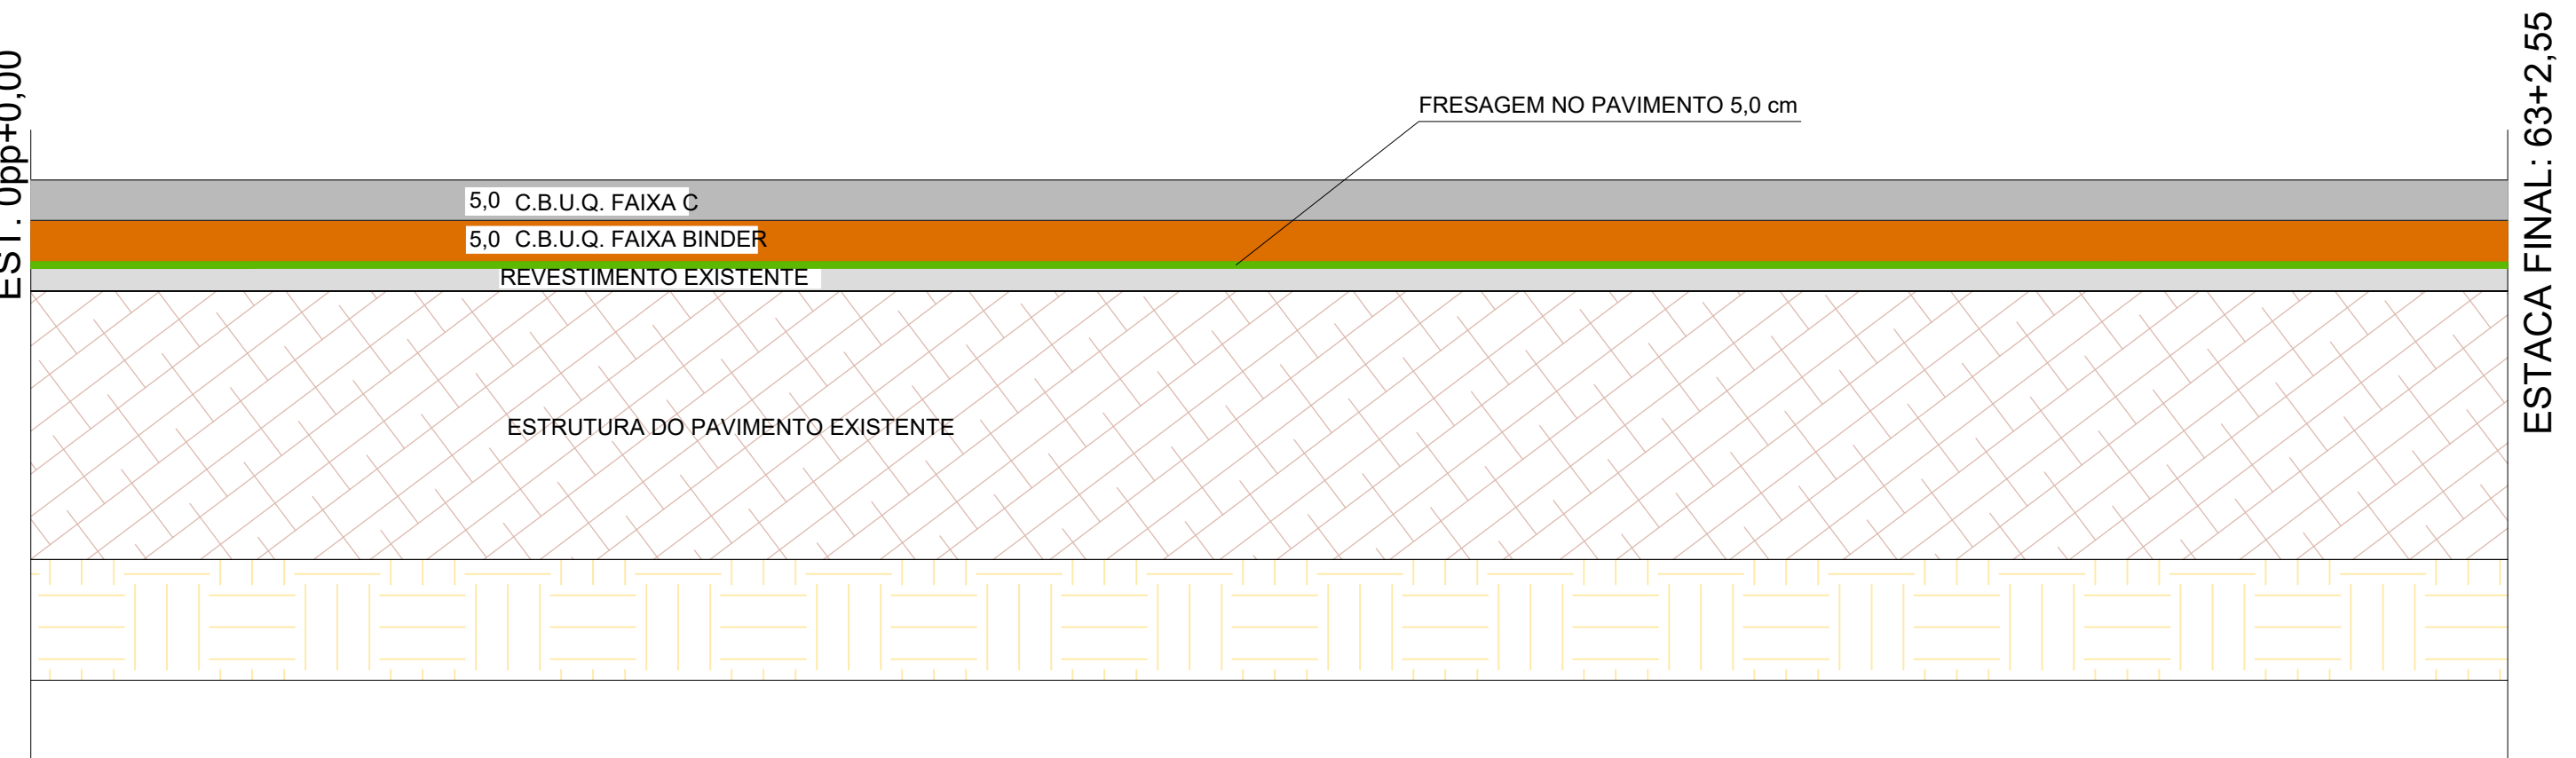 EST. 0pp+0,00
FRESAGEM NO PAVIMENTO 5,0 cm
5,0 C.B.U.Q. FAIXA C
5,0 C.B.U.Q. FAIXA BINDER
REVESTIMENTO EXISTENTE
ESTRUTURA DO PAVIMENTO EXISTENTE
ESTACA FINAL: 63+2,55